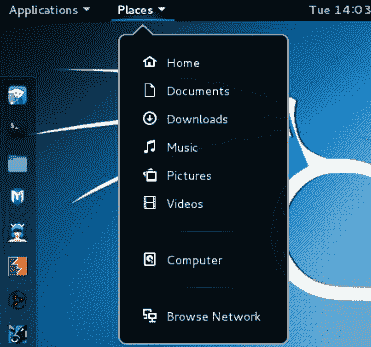 Applications Places Tue 14:03
Home
Documents
Downloads
Music
Pictures
Videos
Computer
Browse Network